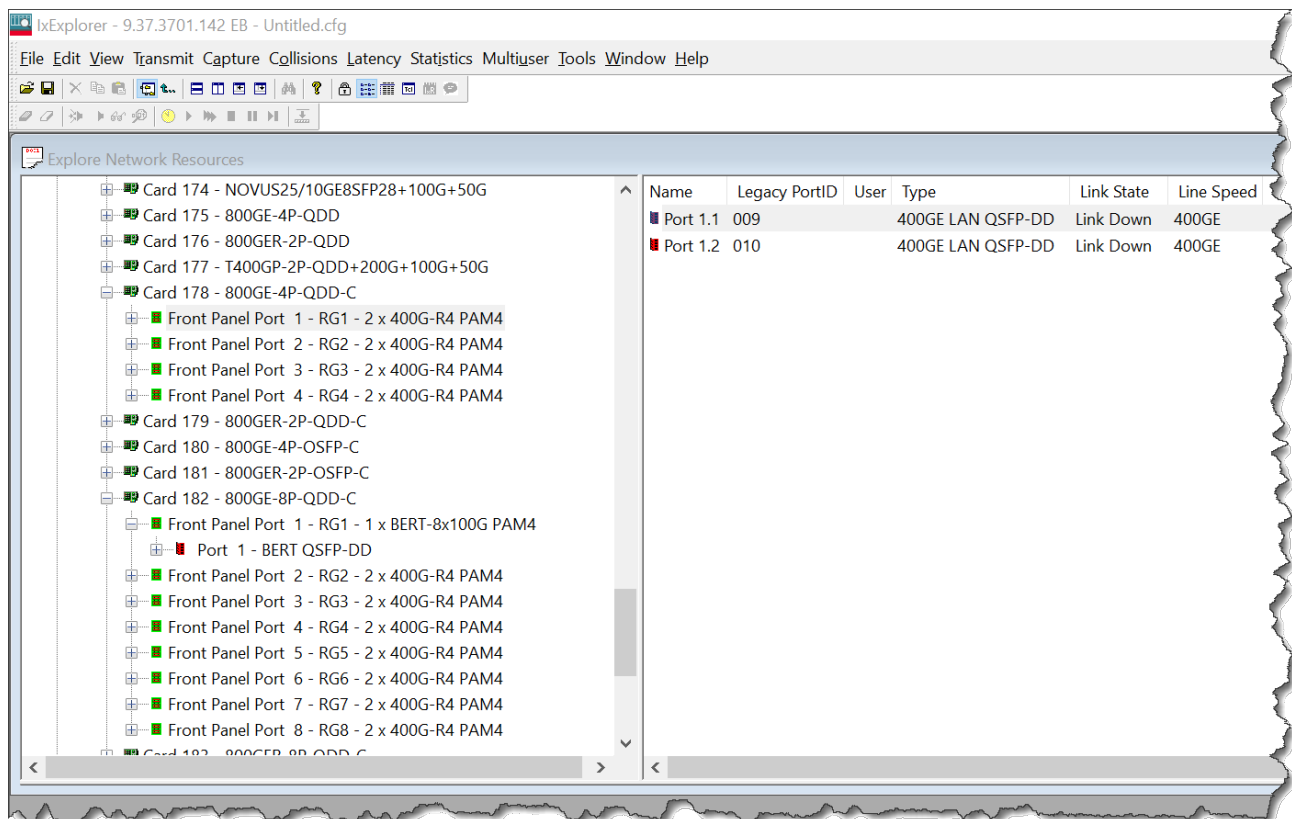 IxExplorer - 9.37.3701.142 EB - Untitled.cfg
File Edit View Transmit Capture Collisions Latency Statistics Multiuser Tools Window Help
Explore Network Resources
Card 174 - NOVUS25/10GE8SFP28+100G+50G
Card 175 - 800GE-4P-QDD
Card 176 - 800GER-2P-QDD
Card 177 - T400GP-2P-QDD+200G+100G+50G
Card 178 - 800GE-4P-QDD-C
Front Panel Port 1 - RG1 - 2 x 400G-R4 PAM4
Front Panel Port 2 - RG2 - 2 x 400G-R4 PAM4
Front Panel Port 3 - RG3 - 2 x 400G-R4 PAM4
Front Panel Port 4 - RG4 - 2 x 400G-R4 PAM4
Card 179 - 800GER-2P-QDD-C
Card 180 - 800GE-4P-OSFP-C
Card 181 - 800GER-2P-OSFP-C
Card 182 - 800GE-8P-QDD-C
Front Panel Port 1 - RG1 - 1 x BERT-8x100G PAM4
Port 1 - BERT QSFP-DD
Front Panel Port 2 - RG2 - 2 x 400G-R4 PAM4
Front Panel Port 3 - RG3 - 2 x 400G-R4 PAM4
Front Panel Port 4 - RG4 - 2 x 400G-R4 PAM4
Front Panel Port 5 - RG5 - 2 x 400G-R4 PAM4
Front Panel Port 6 - RG6 - 2 x 400G-R4 PAM4
Front Panel Port 7 - RG7 - 2 x 400G-R4 PAM4
Front Panel Port 8 - RG8 - 2 x 400G-R4 PAM4
Card 183 - 800GER-8P-QDD-C
Name Legacy PortID User Type Link State Line Speed
Port 1.1 009 400GE LAN QSFP-DD Link Down 400GE
Port 1.2 010 400GE LAN QSFP-DD Link Down 400GE